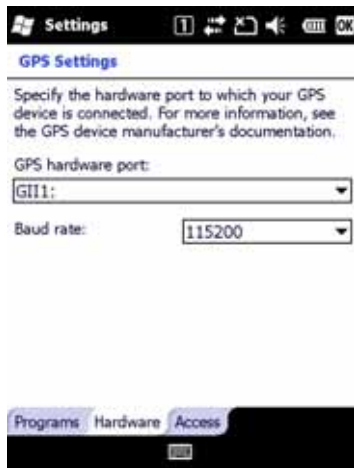 Settings
1
OK
GPS Settings
Specify the hardware port to which your GPS
device is connected. For more information, see
the GPS device manufacturer's documentation.
GPS hardware port:
GII1:
Baud rate:
115200
Programs Hardware Access